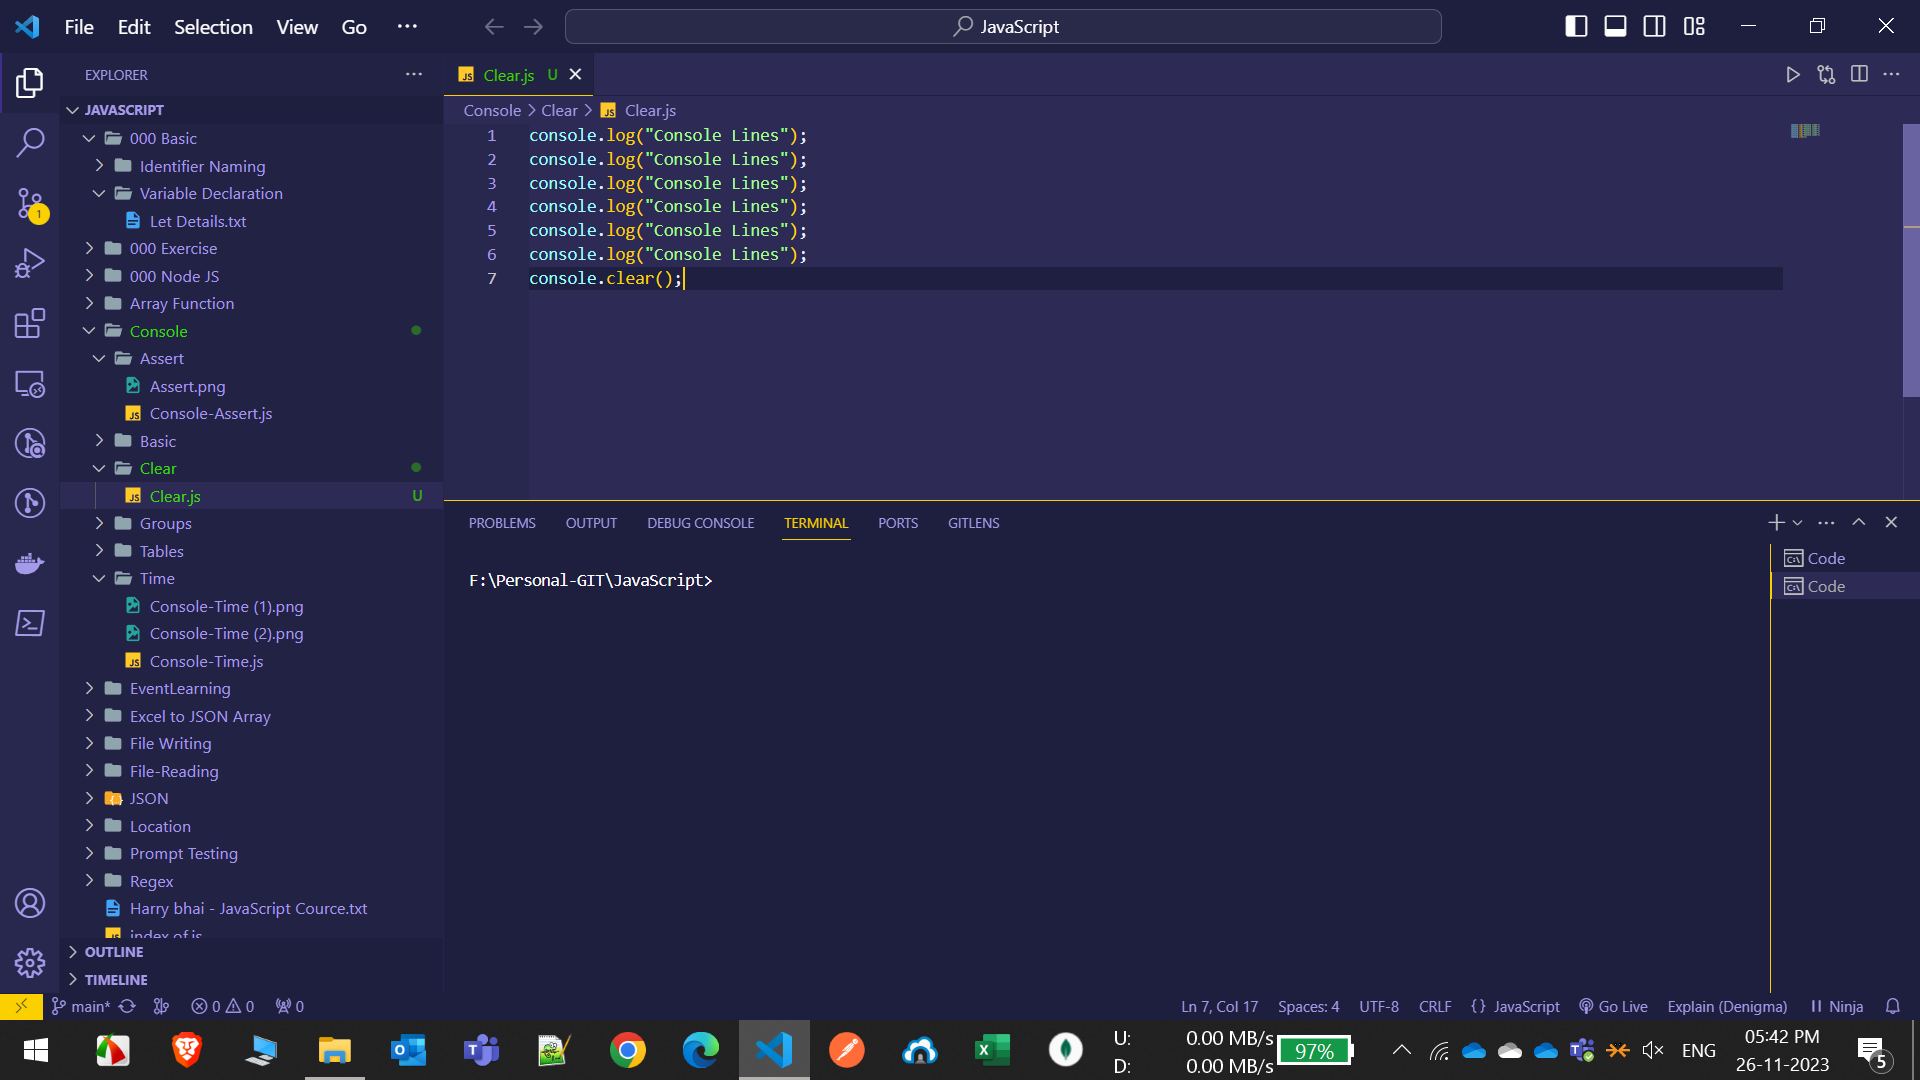 File Edit Selection View Go ···
JavaScript
EXPLORER
JAVASCRIPT
000 Basic
Identifier Naming
Variable Declaration
Let Details.txt
000 Exercise
000 Node JS
Array Function
Console
Assert
Assert.png
JS Console-Assert.js
Basic
Clear
JS Clear.js U
Groups
Tables
Time
Console-Time (1).png
Console-Time (2).png
JS Console-Time.js
EventLearning
Excel to JSON Array
File Writing
File-Reading
JSON
Location
Prompt Testing
Regex
Harry bhai - JavaScript Cource.txt
JS index of.js
OUTLINE
TIMELINE
1
JS Clear.js U
Console > Clear > JS Clear.js
1 console.log("Console Lines");
2 console.log("Console Lines");
3 console.log("Console Lines");
4 console.log("Console Lines");
5 console.log("Console Lines");
6 console.log("Console Lines");
7 console.clear();
PROBLEMS OUTPUT DEBUG CONSOLE TERMINAL PORTS GITLENS
F:\Personal-GIT\JavaScript>
Code
Code
main* 0 0 0
Ln 7, Col 17 Spaces: 4 UTF-8 CRLF {} JavaScript Go Live Explain (Denigma) Ninja
U: 0.00 MB/s
D: 0.00 MB/s
97%
ENG
05:42 PM
26-11-2023
5